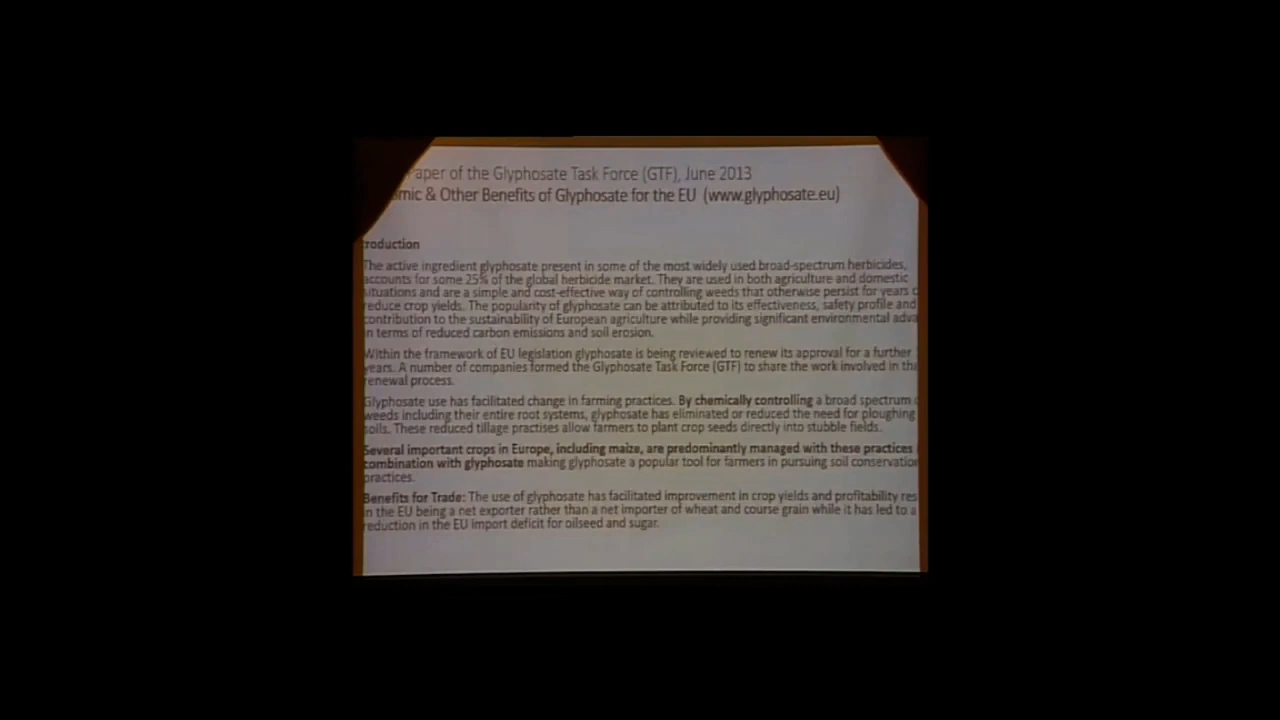 aper of the Glyphosate Task Force (GTF), June 2013
mic & Other Benefits of Glyphosate for the EU (www.glyphosate.eu)
roduction
The active ingredient glyphosate present in some of the most widely used broad-spectrum herbicides,
accounts for some 25% of the global herbicide market. They are used in both agriculture and domestic
situations and are a simple and cost-effective way of controlling weeds that otherwise persist for years
reduce crop yields. The popularity of glyphosate can be attributed to its effectiveness, safety profile and
contribution to the sustainability of European agriculture while providing significant environmental adva
in terms of reduced carbon emissions and soil erosion.
Within the framework of EU legislation glyphosate is being reviewed to renew its approval for a further
years. A number of companies formed the Glyphosate Task Force (GTF) to share the work involved in the
renewal process.
Glyphosate use has facilitated change in farming practices. By chemically controlling a broad spectrum
weeds including their entire root systems, glyphosate has eliminated or reduced the need for ploughing
soils. These reduced tillage practises allow farmers to plant crop seeds directly into stubble fields.
Several important crops in Europe, including maize, are predominantly managed with these practices
combination with glyphosate making glyphosate a popular tool for farmers in pursuing soil conservation
practices.
Benefits for Trade: The use of glyphosate has facilitated improvement in crop yields and profitability res
in the EU being a net exporter rather than a net importer of wheat and course grain while it has led to a
reduction in the EU import deficit for oilseed and sugar.